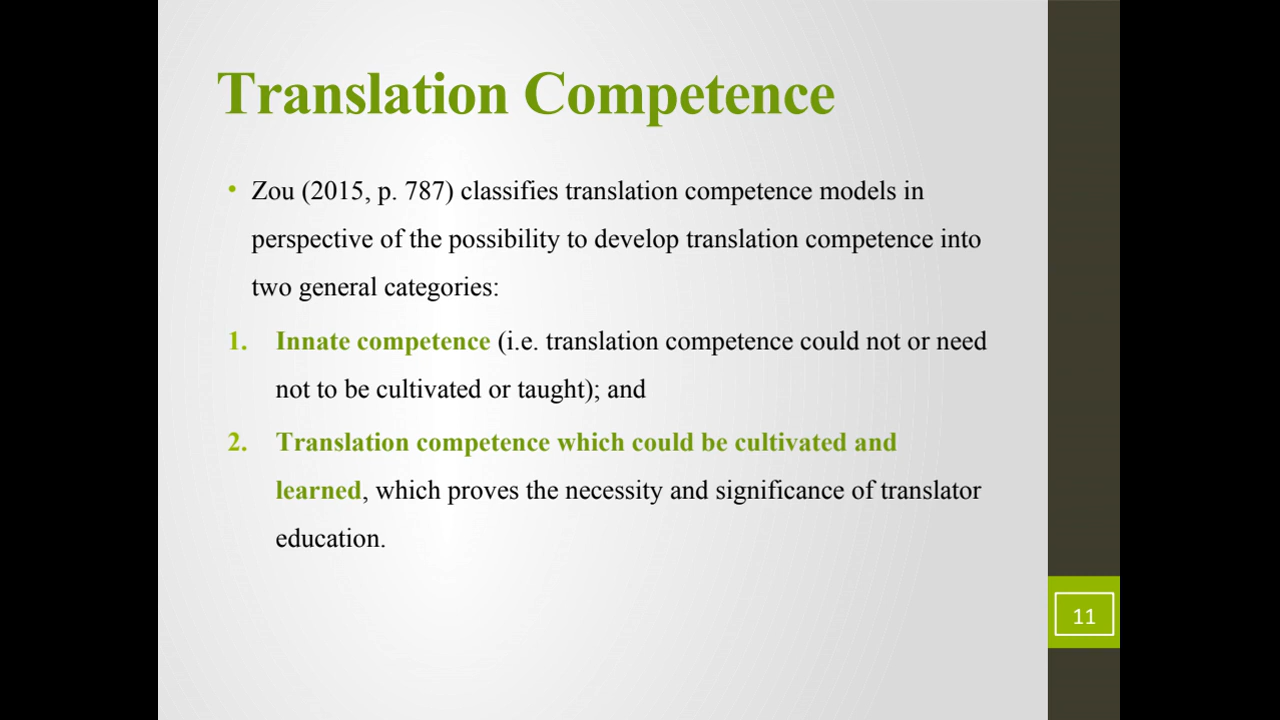 Translation Competence
• Zou (2015, p. 787) classifies translation competence models in
perspective of the possibility to develop translation competence into
two general categories:
1. Innate competence (i.e. translation competence could not or need
not to be cultivated or taught); and
2. Translation competence which could be cultivated and
learned, which proves the necessity and significance of translator
education.
11